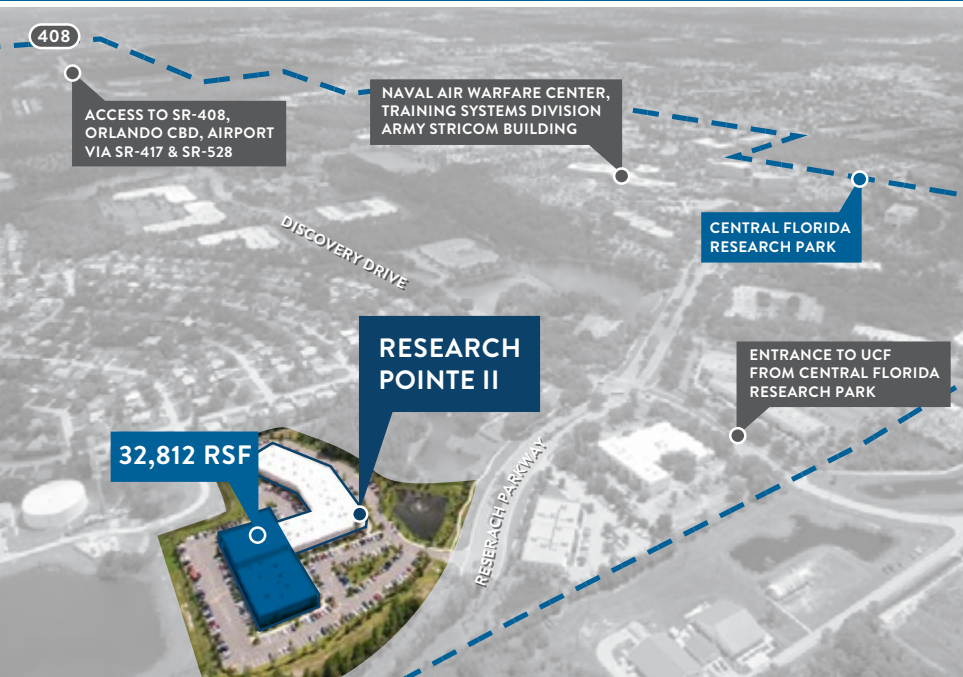 408
ACCESS TO SR-408,
ORLANDO CBD, AIRPORT
VIA SR-417 & SR-528
NAVAL AIR WARFARE CENTER,
TRAINING SYSTEMS DIVISION
ARMY STRICOM BUILDING
CENTRAL FLORIDA
RESEARCH PARK
DISCOVERY DRIVE
RESEARCH
POINTE II
ENTRANCE TO UCF
FROM CENTRAL FLORIDA
RESEARCH PARK
32,812 RSF
RESERACH PARKWAY